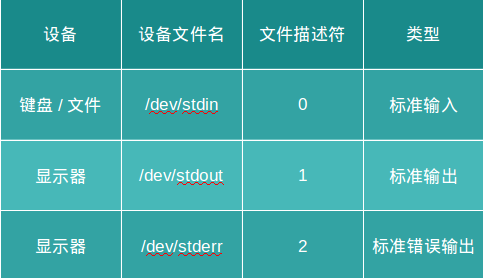 设备 设备文件名 文件描述符 类型
键盘 / 文件 /dev/stdin 0 标准输入
显示器 /dev/stdout 1 标准输出
显示器 /dev/stderr 2 标准错误输出